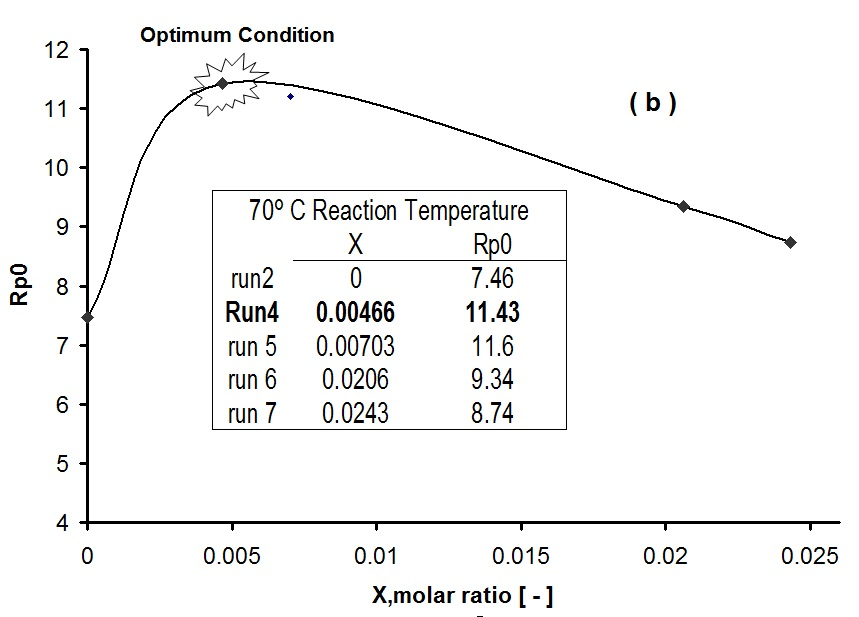 Optimum Condition
12
11
10
9
8
7
6
5
4
Rp0
( b )
70º C Reaction Temperature
X Rp0
run2 0 7.46
Run4 0.00466 11.43
run 5 0.00703 11.6
run 6 0.0206 9.34
run 7 0.0243 8.74
0 0.005 0.01 0.015 0.02 0.025
X,molar ratio [ - ]